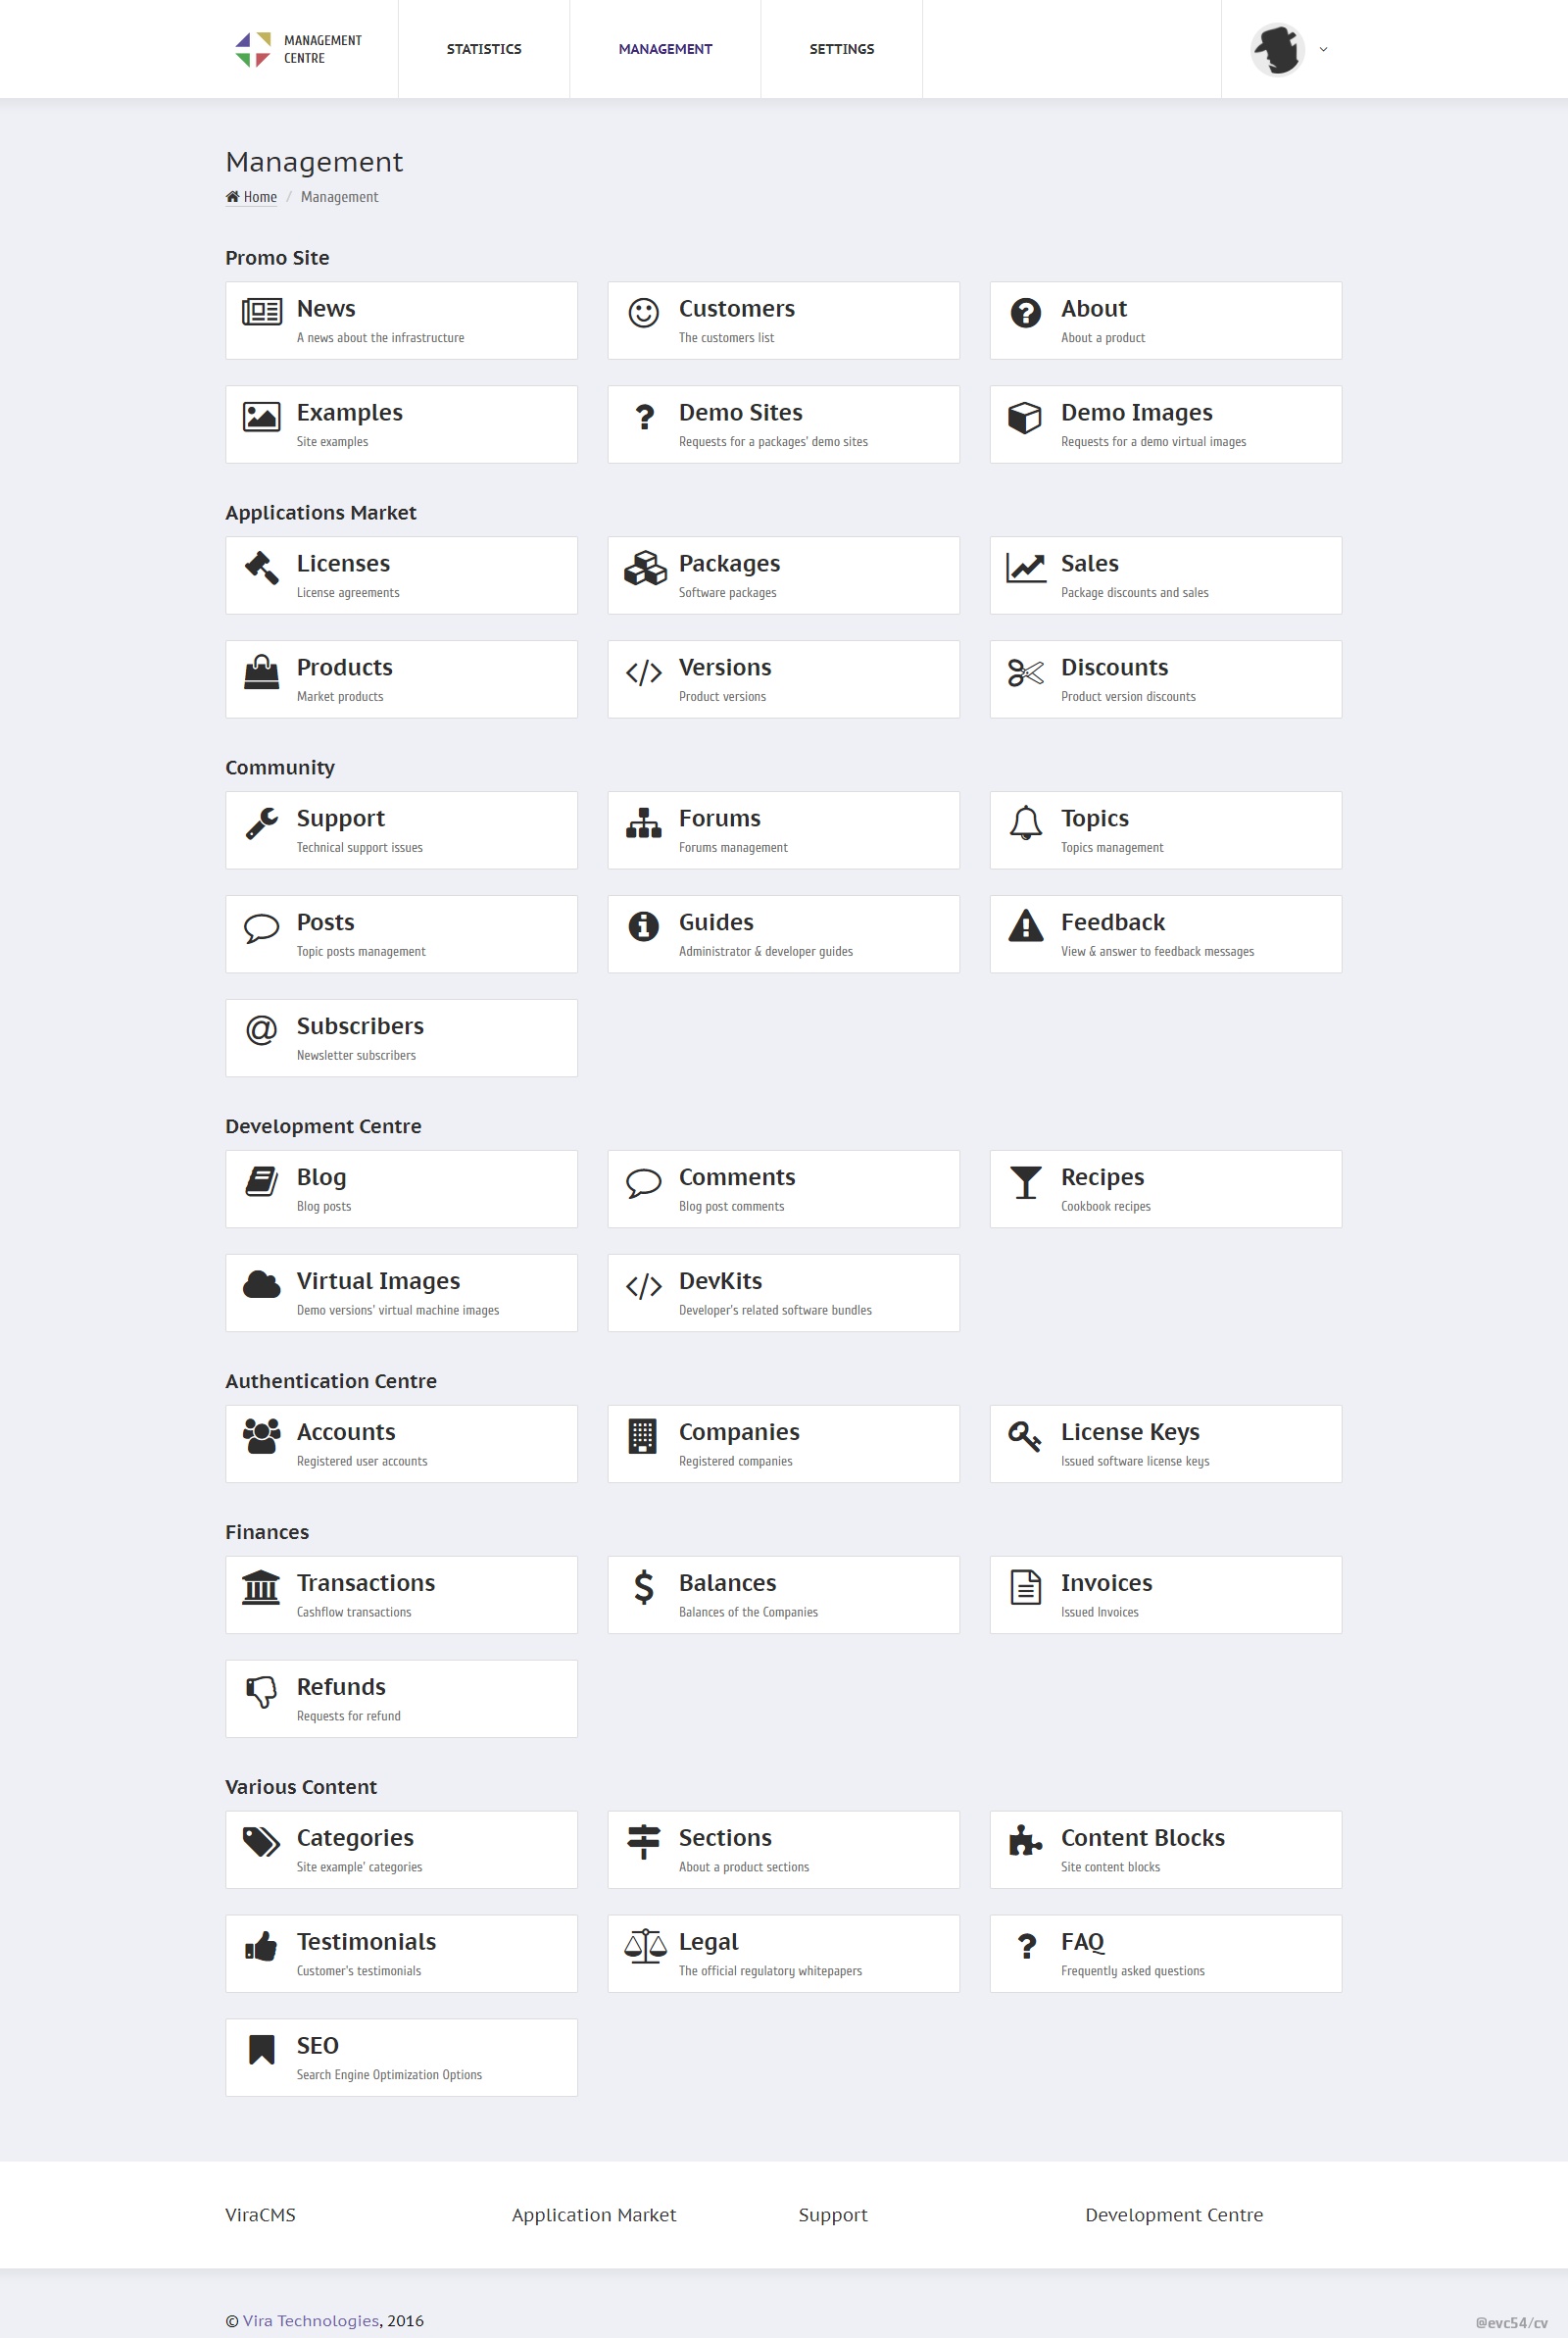 MANAGEMENT
CENTRE
STATISTICS
MANAGEMENT
SETTINGS
Management
Home / Management
Promo Site
News
A news about the infrastructure
Customers
The customers list
About
About a product
Examples
Site examples
Demo Sites
Requests for a packages' demo sites
Demo Images
Requests for a demo virtual images
Applications Market
Licenses
License agreements
Packages
Software packages
Sales
Package discounts and sales
Products
Market products
Versions
Product versions
Discounts
Product version discounts
Community
Support
Technical support issues
Forums
Forums management
Topics
Topics management
Posts
Topic posts management
Guides
Administrator & developer guides
Feedback
View & answer to feedback messages
Subscribers
Newsletter subscribers
Development Centre
Blog
Blog posts
Comments
Blog post comments
Recipes
Cookbook recipes
Virtual Images
Demo versions' virtual machine images
DevKits
Developer's related software bundles
Authentication Centre
Accounts
Registered user accounts
Companies
Registered companies
License Keys
Issued software license keys
Finances
Transactions
Cashflow transactions
Balances
Balances of the Companies
Invoices
Issued Invoices
Refunds
Requests for refund
Various Content
Categories
Site example' categories
Sections
About a product sections
Content Blocks
Site content blocks
Testimonials
Customer's testimonials
Legal
The official regulatory whitepapers
FAQ
Frequently asked questions
SEO
Search Engine Optimization Options
ViraCMS
Application Market
Support
Development Centre
© Vira Technologies, 2016
@evc54/cv